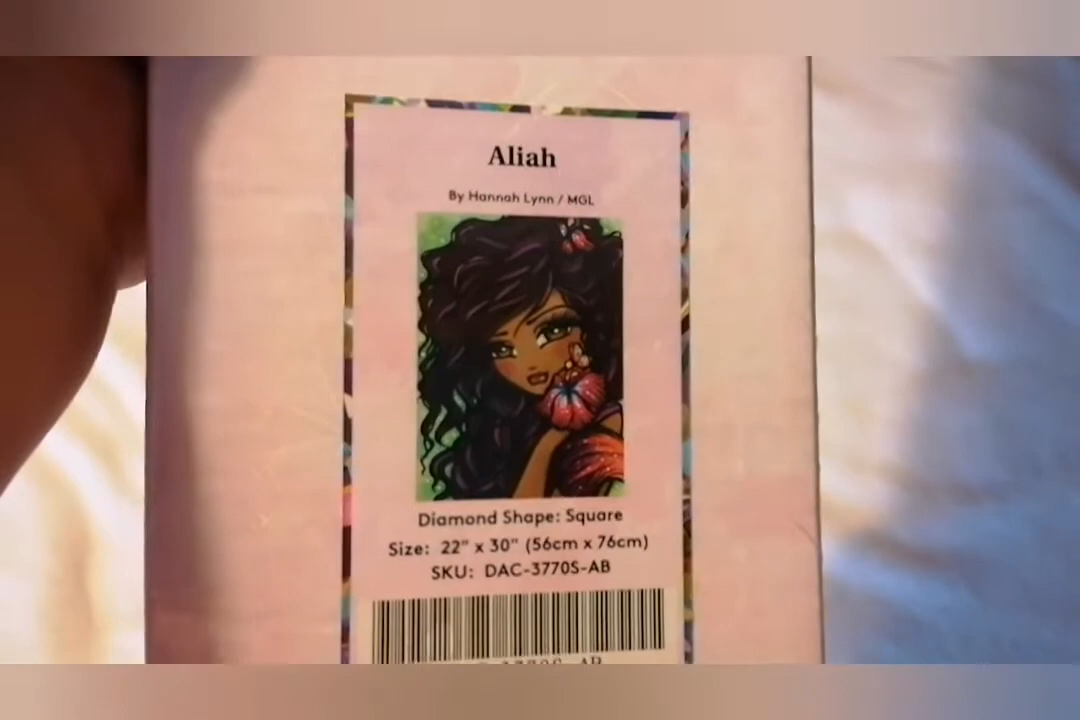 Aliah
By Hannah Lynn / MGL
Diamond Shape: Square
Size: 22" x 30" (56cm x 76cm)
SKU: DAC-3770S-AB